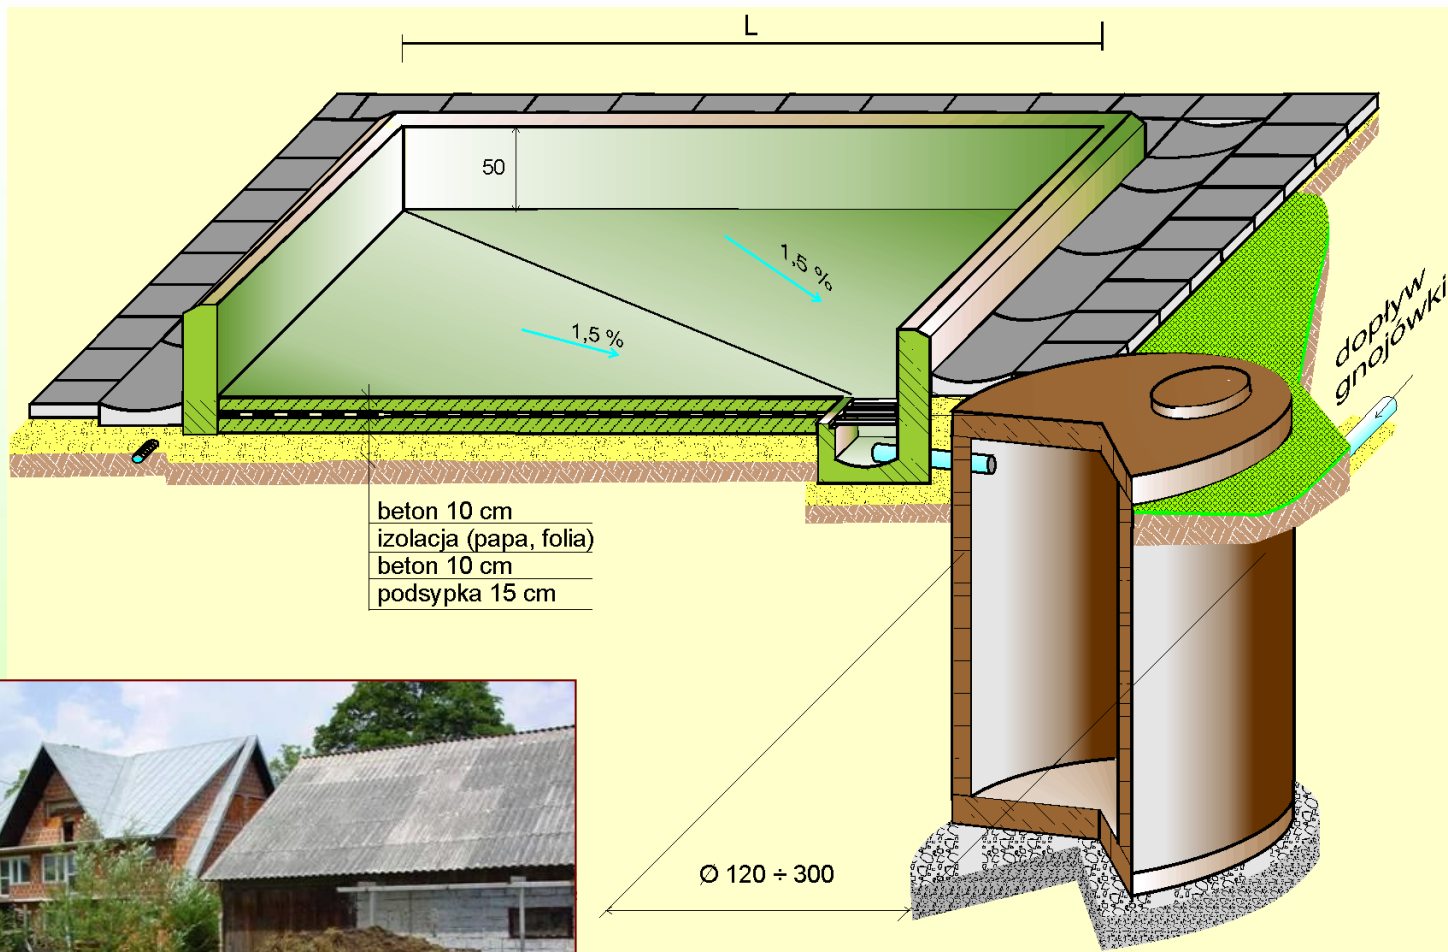 L
50
1,5 %
1,5 %
dopływ
gnojówki
beton 10 cm
izolacja (papa, folia)
beton 10 cm
podsypka 15 cm
Ø 120 ÷ 300